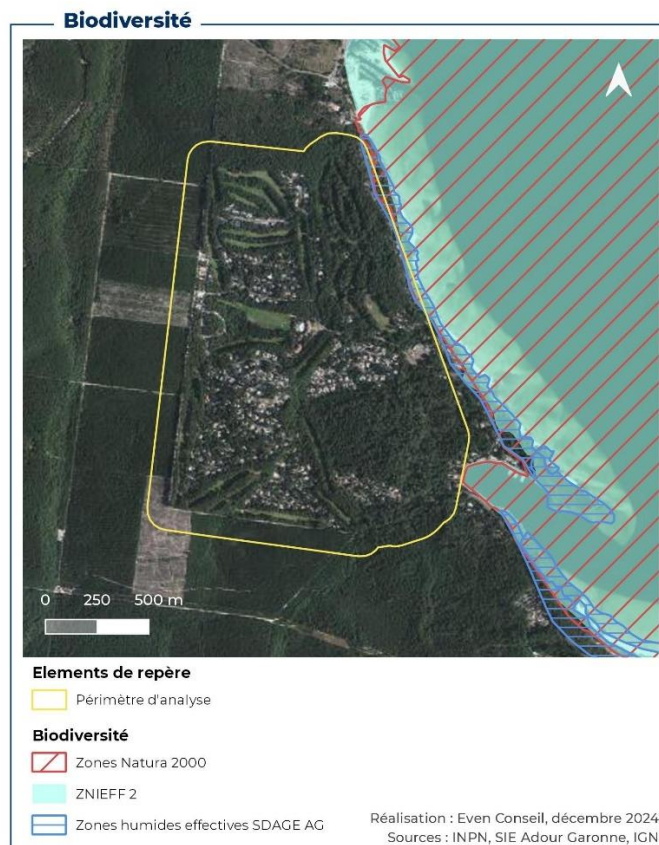 Biodiversité
0 250 500 m
Elements de repère
Périmètre d'analyse
Biodiversité
Zones Natura 2000
ZNIEFF 2
Zones humides effectives SDAGE AG
Réalisation : Even Conseil, décembre 2024
Sources : INPN, SIE Adour Garonne, IGN